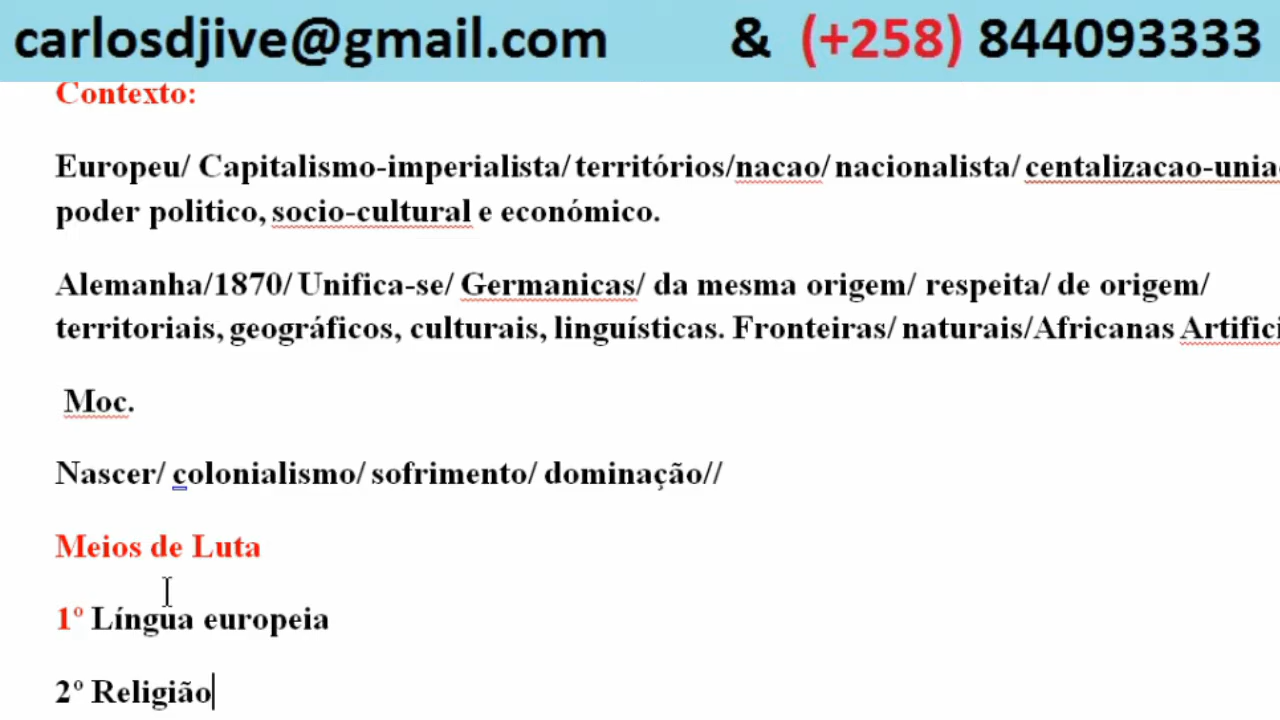 carlosdjive@gmail.com & (+258) 844093333
Contexto:
Europeu/ Capitalismo-imperialista/ territórios/nacao/ nacionalista/ centalizacao-uniao
poder politico, socio-cultural e económico.
Alemanha/1870/ Unifica-se/ Germanicas/ da mesma origem/ respeita/ de origem/
territoriais, geográficos, culturais, linguísticas. Fronteiras/ naturais/Africanas
Moc.
Nascer/ colonialismo/ sofrimento/ dominação//
Meios de Luta
1º Língua europeia
2º Religião